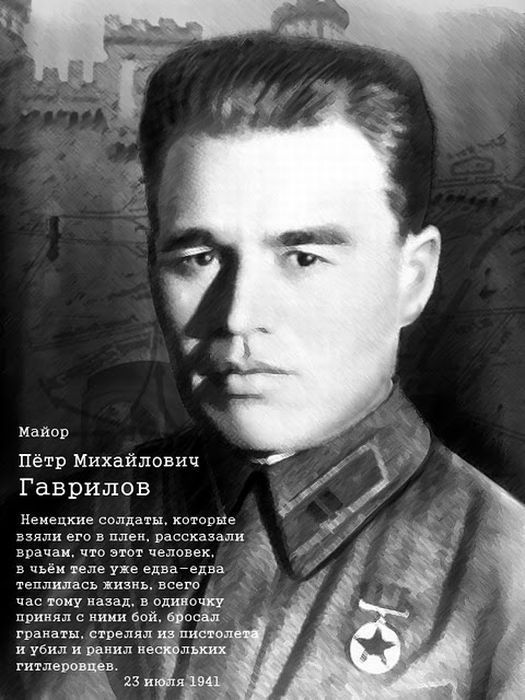 Майор
Пётр Михайлович
Гаврилов
Немецкие солдаты, которые
взяли его в плен, рассказали
врачам, что этот человек,
в чьём теле уже едва-едва
теплилась жизнь, всего
час тому назад, в одиночку
принял с ними бой, бросал
гранаты, стрелял из пистолета
и убил и ранил нескольких
гитлеровцев.
23 июля 1941